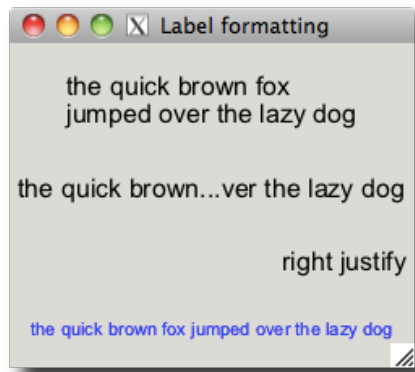 Label formatting
the quick brown fox
jumped over the lazy dog
the quick brown...ver the lazy dog
right justify
the quick brown fox jumped over the lazy dog